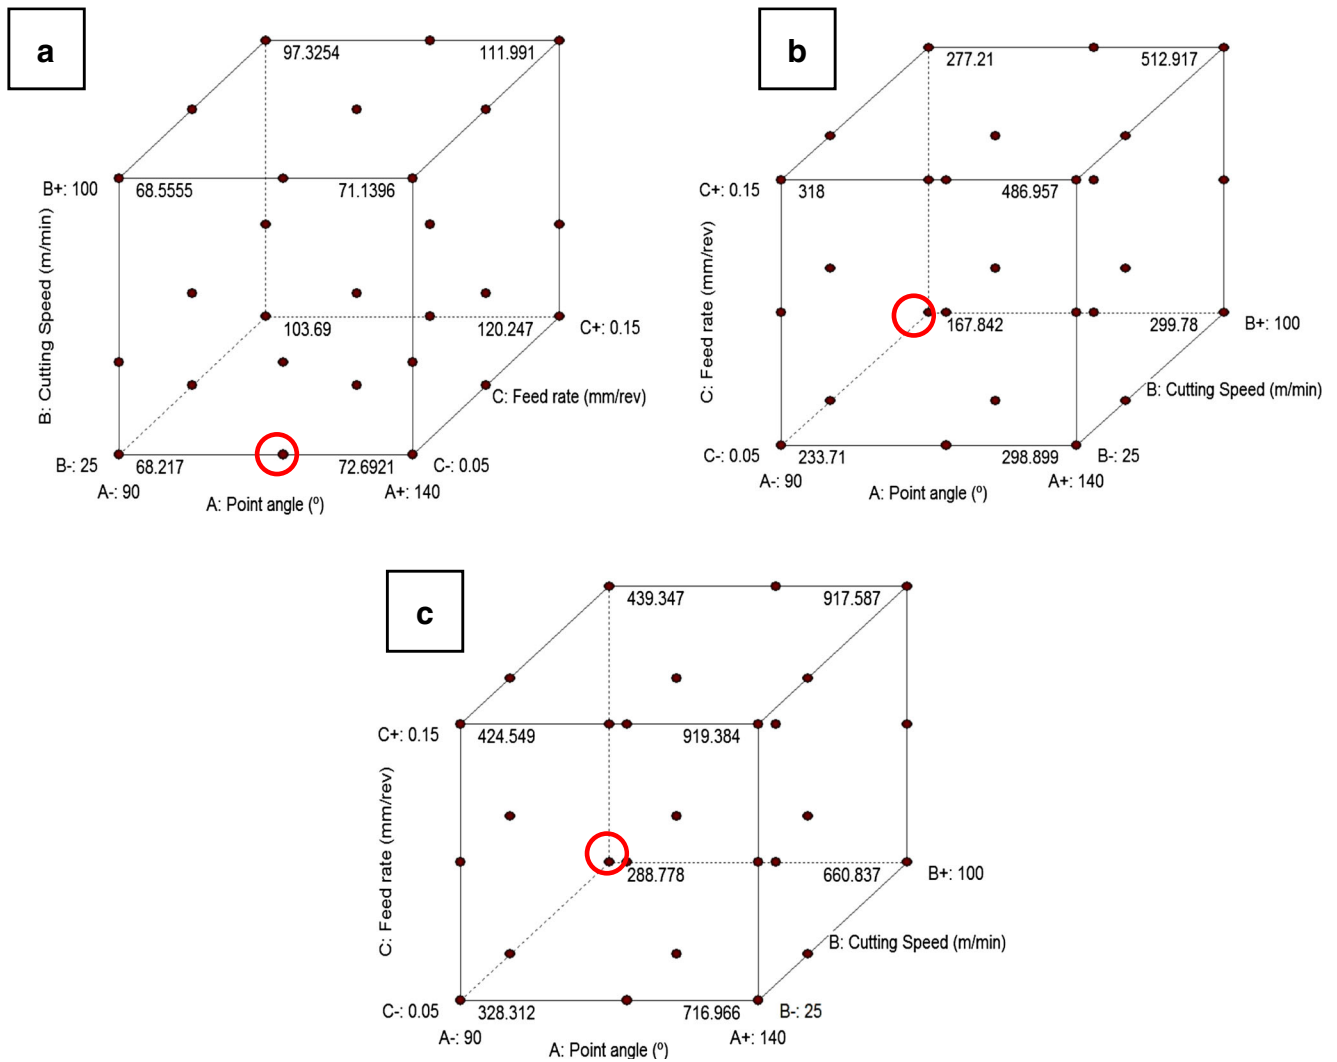 a
97.3254 111.991
B+: 100 68.5555 71.1396
B: Cutting Speed (m/min)
103.69 120.247 C+: 0.15
C: Feed rate (mm/rev)
B-: 25 68.217 72.6921 C-: 0.05
A-: 90 A+: 140
A: Point angle (º)
b
277.21 512.917
C+: 0.15 318 486.957
C: Feed rate (mm/rev)
167.842 299.78 B+: 100
B: Cutting Speed (m/min)
C-: 0.05 233.71 298.899 B-: 25
A-: 90 A+: 140
A: Point angle (º)
c
439.347 917.587
C+: 0.15 424.549 919.384
C: Feed rate (mm/rev)
288.778 660.837 B+: 100
B: Cutting Speed (m/min)
C-: 0.05 328.312 716.966 B-: 25
A-: 90 A+: 140
A: Point angle (º)